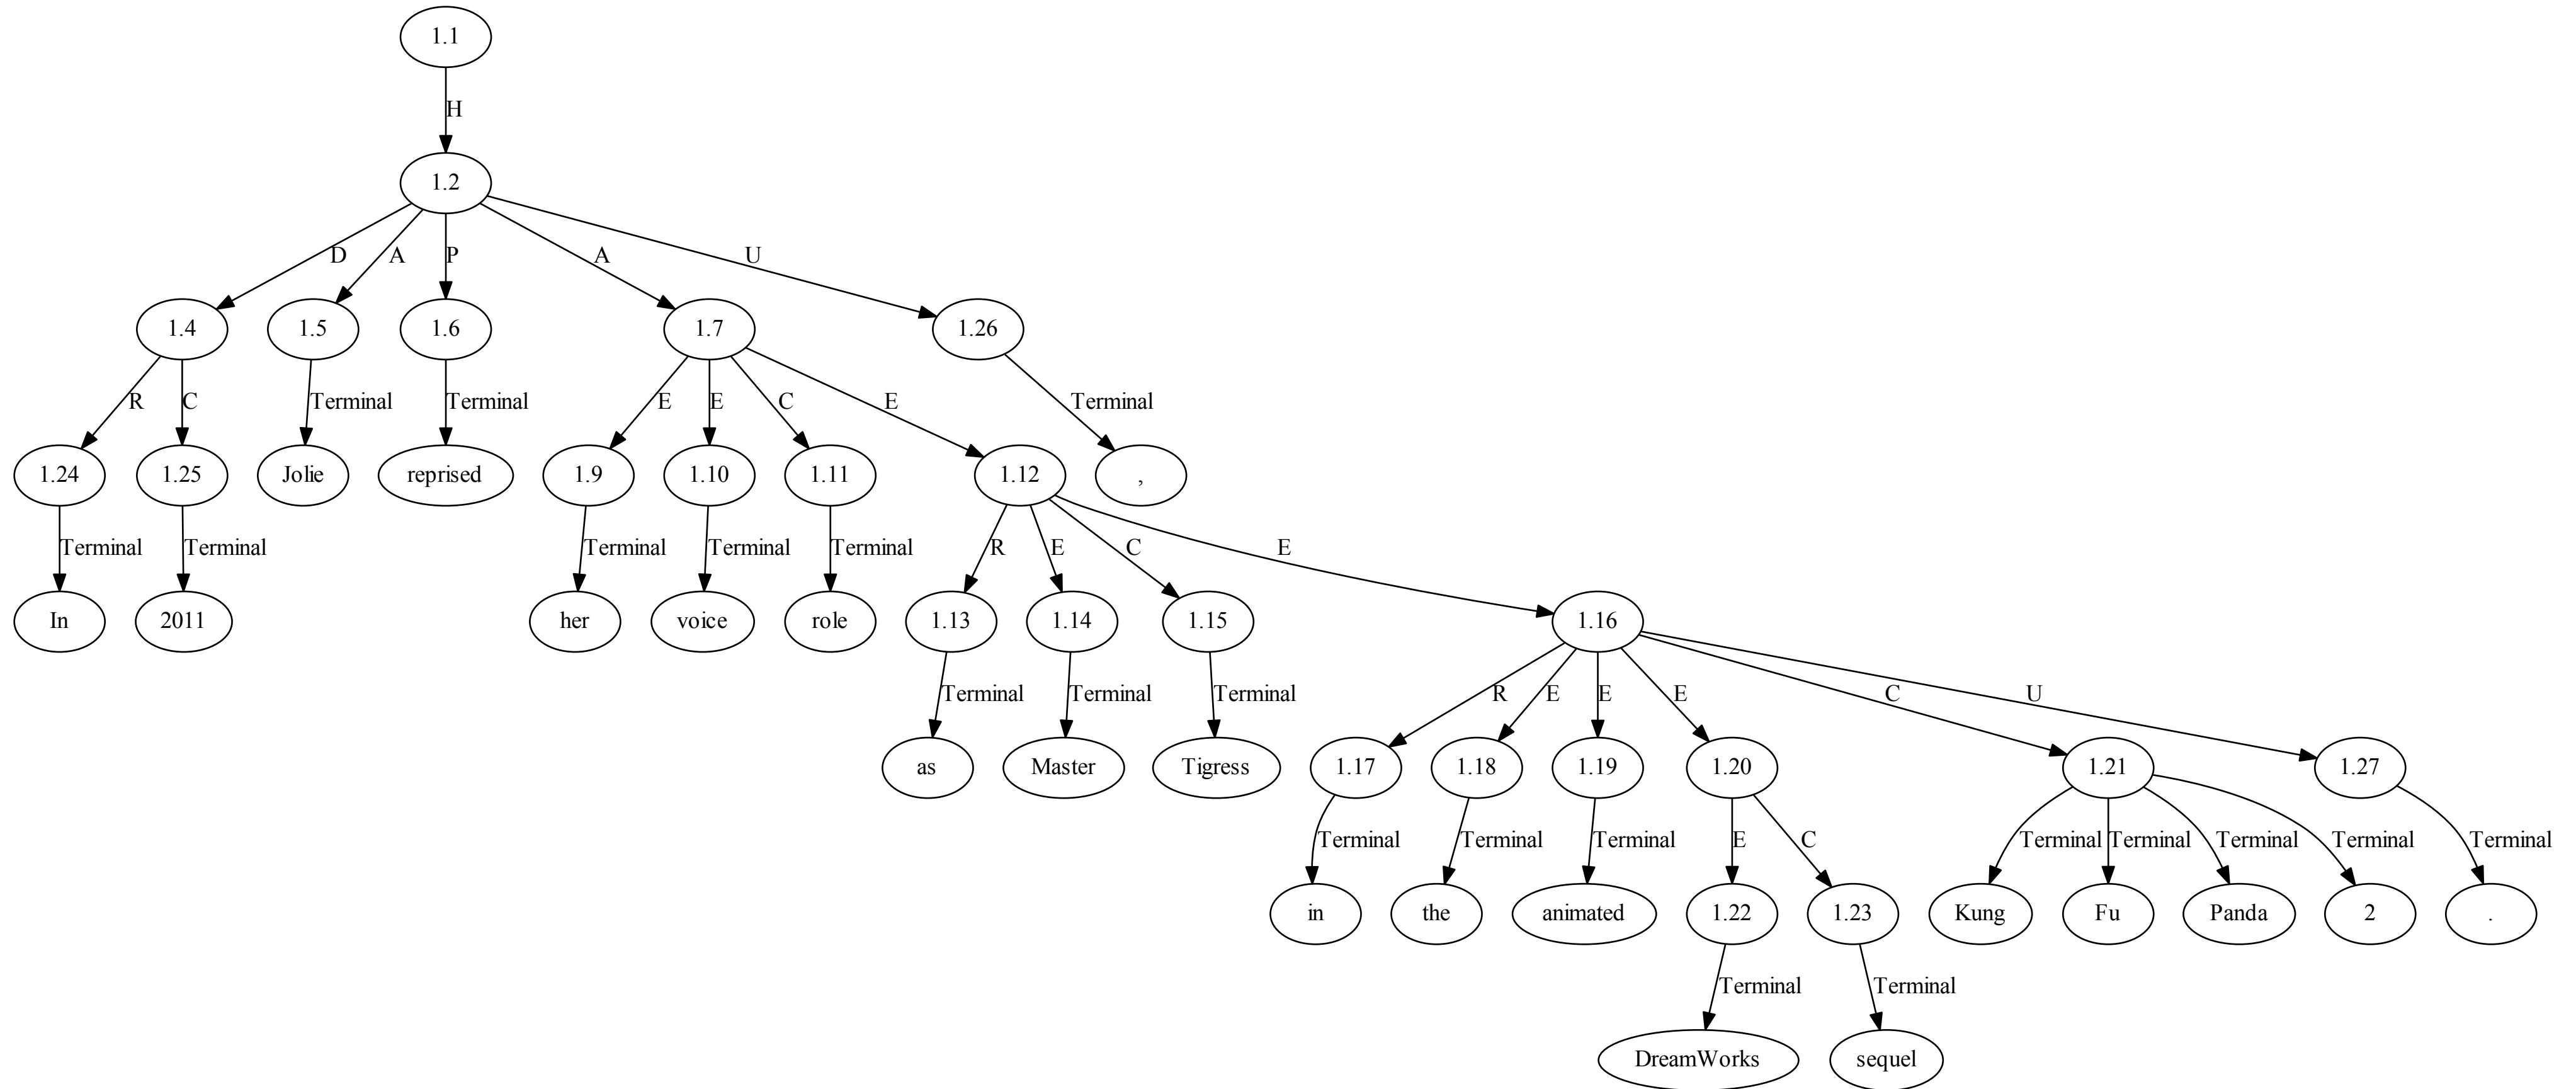 1.1
H
1.2
D A P A U
1.4 1.5 1.6 1.7 1.26
R C Terminal Terminal E E C E Terminal
1.24 1.25 Jolie reprised 1.9 1.10 1.11 1.12 ,
Terminal Terminal Terminal Terminal Terminal R E C E
In 2011 her voice role 1.13 1.14 1.15 1.16
Terminal Terminal Terminal R E E E C U
as Master Tigress 1.17 1.18 1.19 1.20 1.21 1.27
Terminal Terminal Terminal E C Terminal Terminal Terminal Terminal Terminal
in the animated 1.22 1.23 Kung Fu Panda 2 .
Terminal Terminal
DreamWorks sequel